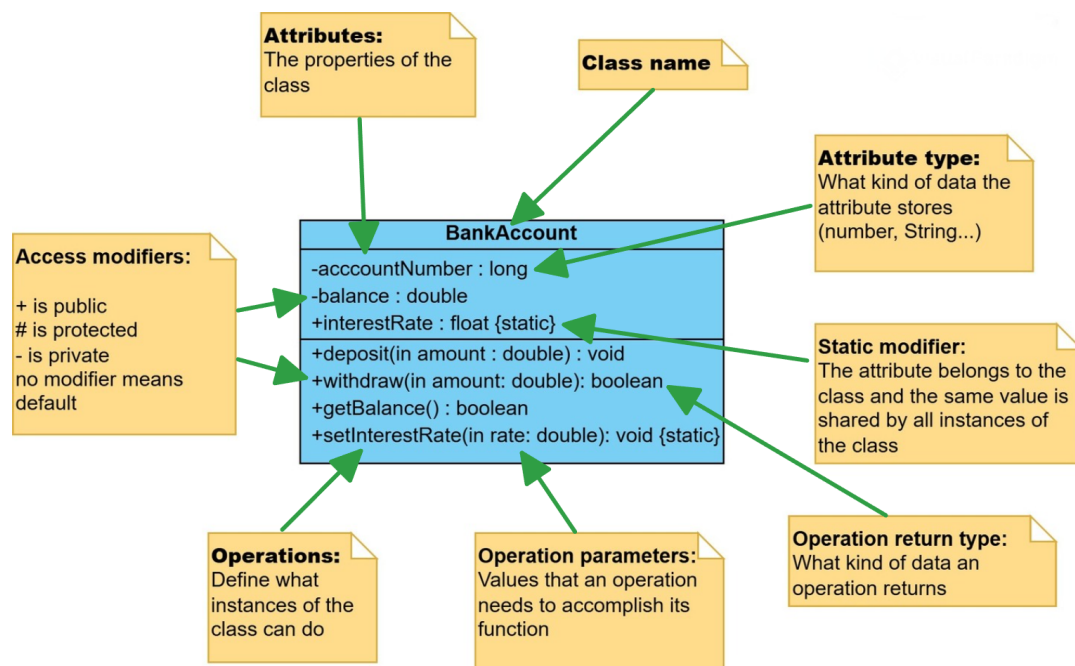 Attributes:
The properties of the
class
Class name
Attribute type:
What kind of data the
attribute stores
(number, String...)
Access modifiers:
+ is public
# is protected
- is private
no modifier means
default
BankAccount
-acccountNumber : long
-balance : double
+interestRate : float {static}
+deposit(in amount : double) : void
+withdraw(in amount: double): boolean
+getBalance() : boolean
+setInterestRate(in rate: double): void {static}
Static modifier:
The attribute belongs to the
class and the same value is
shared by all instances of
the class
Operations:
Define what
instances of the
class can do
Operation parameters:
Values that an operation
needs to accomplish its
function
Operation return type:
What kind of data an
operation returns